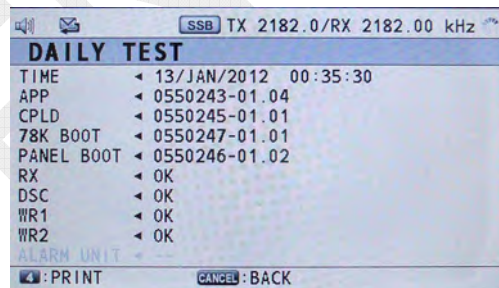 SSB TX 2182.0/RX 2182.00 kHz
DAILY TEST
TIME ◄ 13/JAN/2012 00:35:30
APP ◄ 0550243-01.04
CPLD ◄ 0550245-01.01
78K BOOT ◄ 0550247-01.01
PANEL BOOT ◄ 0550246-01.02
RX ◄ OK
DSC ◄ OK
WR1 ◄ OK
WR2 ◄ OK
ALARM UNIT ◄ --
4 :PRINT CANCEL :BACK